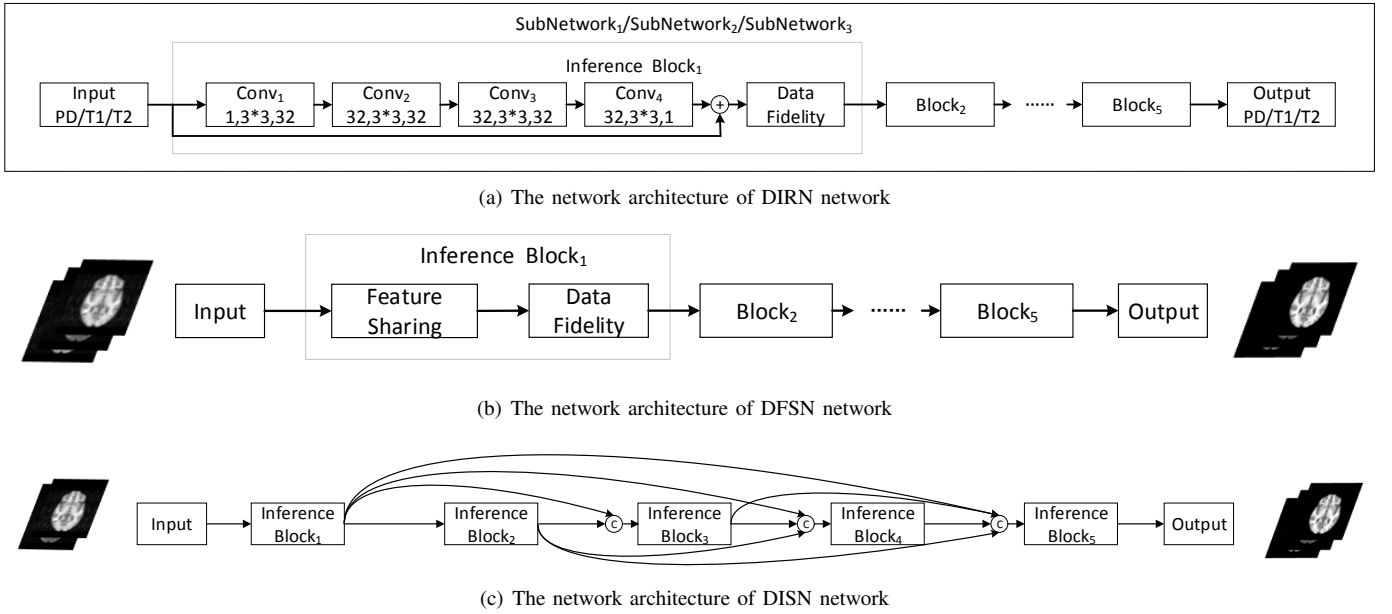 SubNetwork₁/SubNetwork₂/SubNetwork₃
Inference Block₁
Input
PD/T1/T2
Conv₁
1,3*3,32
Conv₂
32,3*3,32
Conv₃
32,3*3,32
Conv₄
32,3*3,1
+
Data
Fidelity
Block₂
······
Block₅
Output
PD/T1/T2
(a) The network architecture of DIRN network
Inference Block₁
Input
Feature
Sharing
Data
Fidelity
Block₂
······
Block₅
Output
(b) The network architecture of DFSN network
Input
Inference
Block₁
Inference
Block₂
c
Inference
Block₃
c
Inference
Block₄
c
Inference
Block₅
Output
(c) The network architecture of DISN network